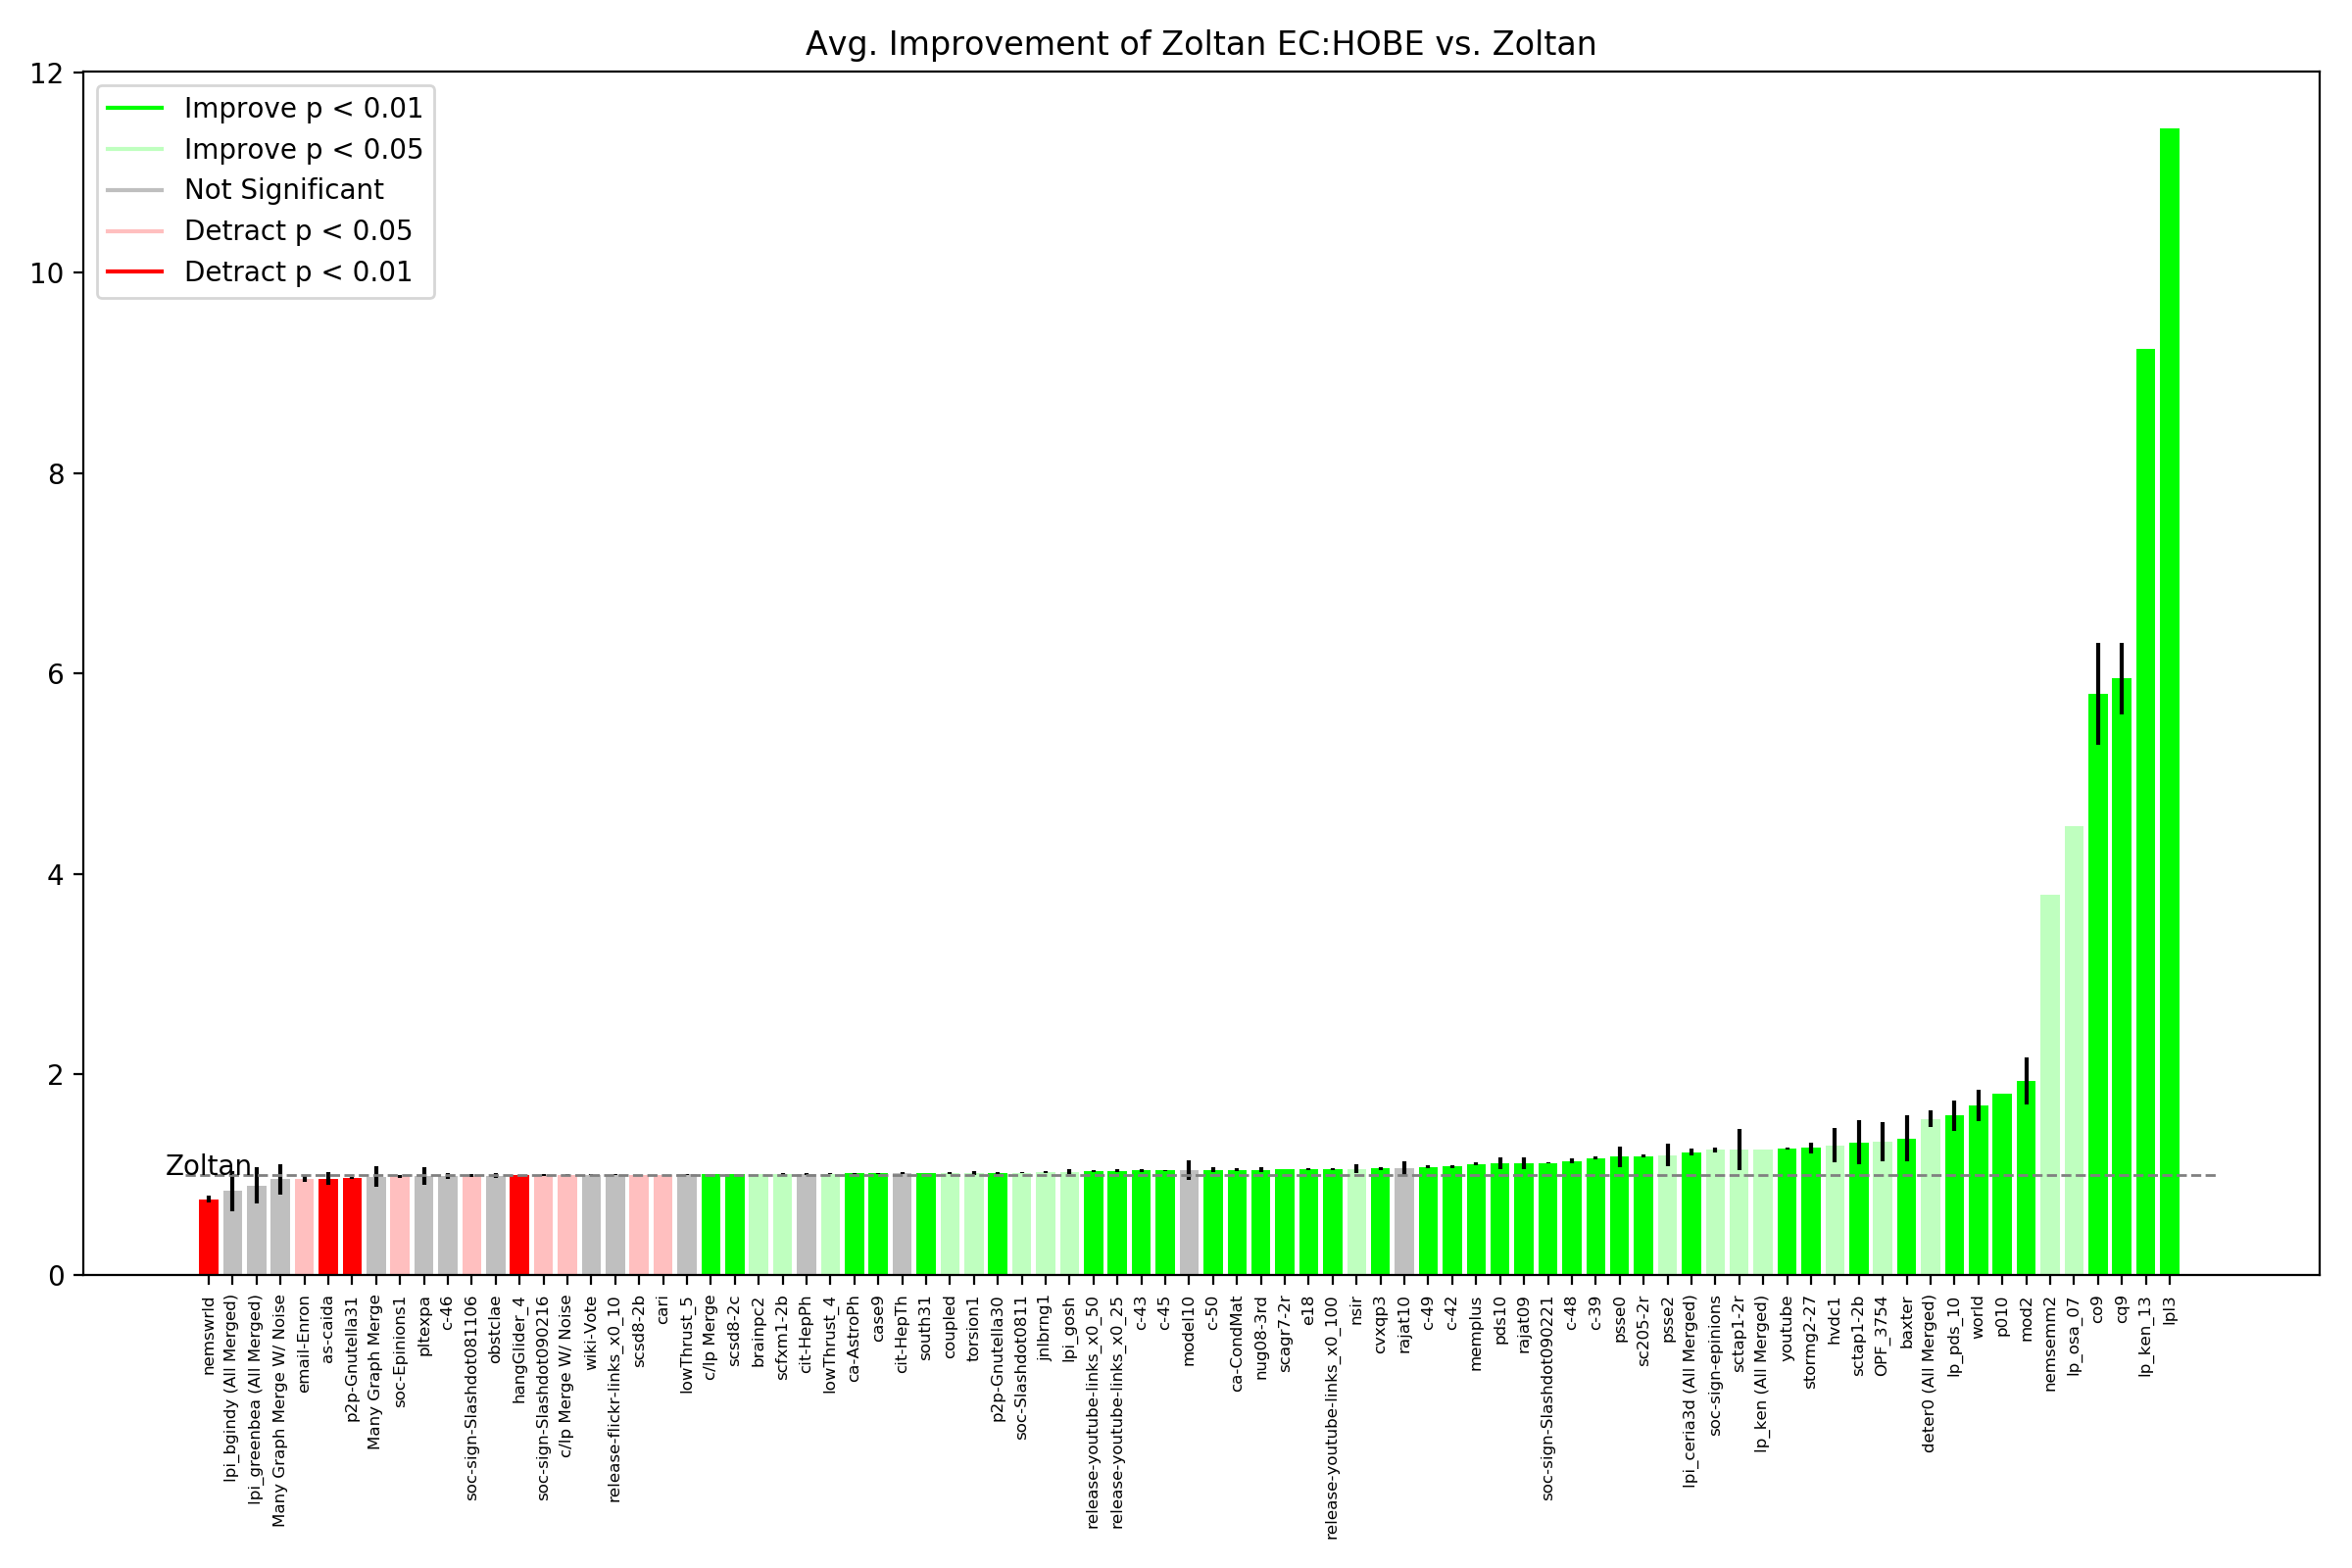 Avg. Improvement of Zoltan EC:HOBE vs. Zoltan
12
10
8
6
4
2
0
Improve p < 0.01
Improve p < 0.05
Not Significant
Detract p < 0.05
Detract p < 0.01
Zoltan
nemswrld
lpi_bgindy (All Merged)
lpi_greenbea (All Merged)
Many Graph Merge W/ Noise
email-Enron
as-caida
p2p-Gnutella31
Many Graph Merge
soc-Epinions1
pltexpa
c-46
soc-sign-Slashdot081106
obstclae
hangGlider_4
soc-sign-Slashdot090216
c/lp Merge W/ Noise
wiki-Vote
release-flickr-links_x0_10
scsd8-2b
cari
lowThrust_5
c/lp Merge
scsd8-2c
brainpc2
scfxm1-2b
cit-HepPh
lowThrust_4
ca-AstroPh
case9
cit-HepTh
south31
coupled
torsion1
p2p-Gnutella30
soc-Slashdot0811
jnlbrng1
lpi_gosh
release-youtube-links_x0_50
release-youtube-links_x0_25
c-43
c-45
model10
c-50
ca-CondMat
nug08-3rd
scagr7-2r
e18
release-youtube-links_x0_100
nsir
cvxqp3
rajat10
c-49
c-42
memplus
pds10
rajat09
soc-sign-Slashdot090221
c-48
c-39
psse0
sc205-2r
psse2
lpi_ceria3d (All Merged)
soc-sign-epinions
sctap1-2r
lp_ken (All Merged)
youtube
stormg2-27
hvdc1
sctap1-2b
OPF_3754
baxter
deter0 (All Merged)
lp_pds_10
world
p010
mod2
nemsemm2
lp_osa_07
co9
cq9
lp_ken_13
lpl3